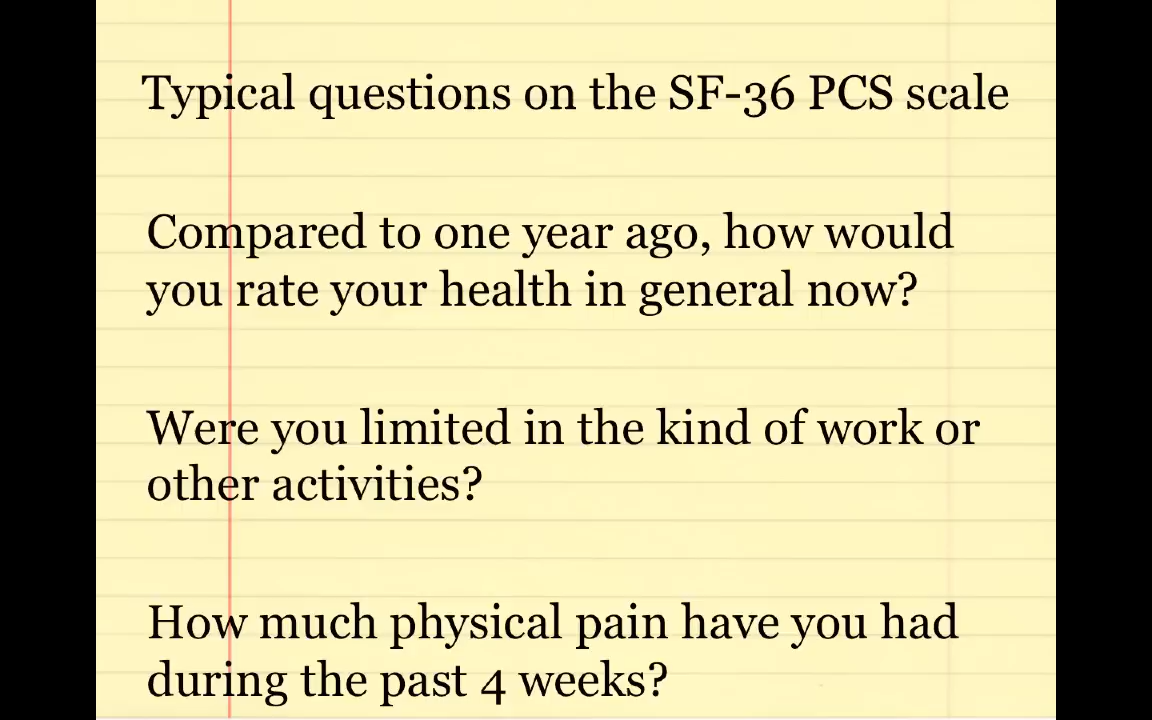 Typical questions on the SF-36 PCS scale
Compared to one year ago, how would
you rate your health in general now?
Were you limited in the kind of work or
other activities?
How much physical pain have you had
during the past 4 weeks?